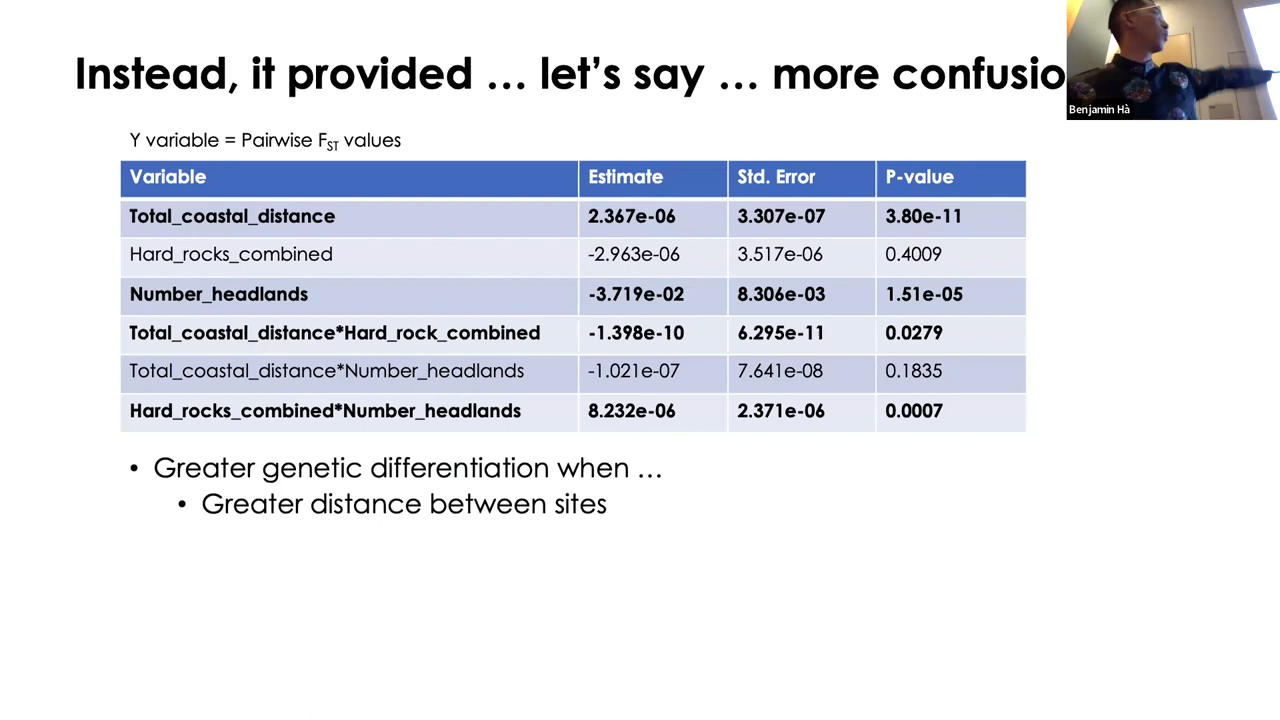 Instead, it provided … let’s say … more confusio
Benjamin Hà
Y variable = Pairwise FST values
Variable Estimate Std. Error P-value
Total_coastal_distance 2.367e-06 3.307e-07 3.80e-11
Hard_rocks_combined -2.963e-06 3.517e-06 0.4009
Number_headlands -3.719e-02 8.306e-03 1.51e-05
Total_coastal_distance*Hard_rock_combined -1.398e-10 6.295e-11 0.0279
Total_coastal_distance*Number_headlands -1.021e-07 7.641e-08 0.1835
Hard_rocks_combined*Number_headlands 8.232e-06 2.371e-06 0.0007
• Greater genetic differentiation when …
• Greater distance between sites